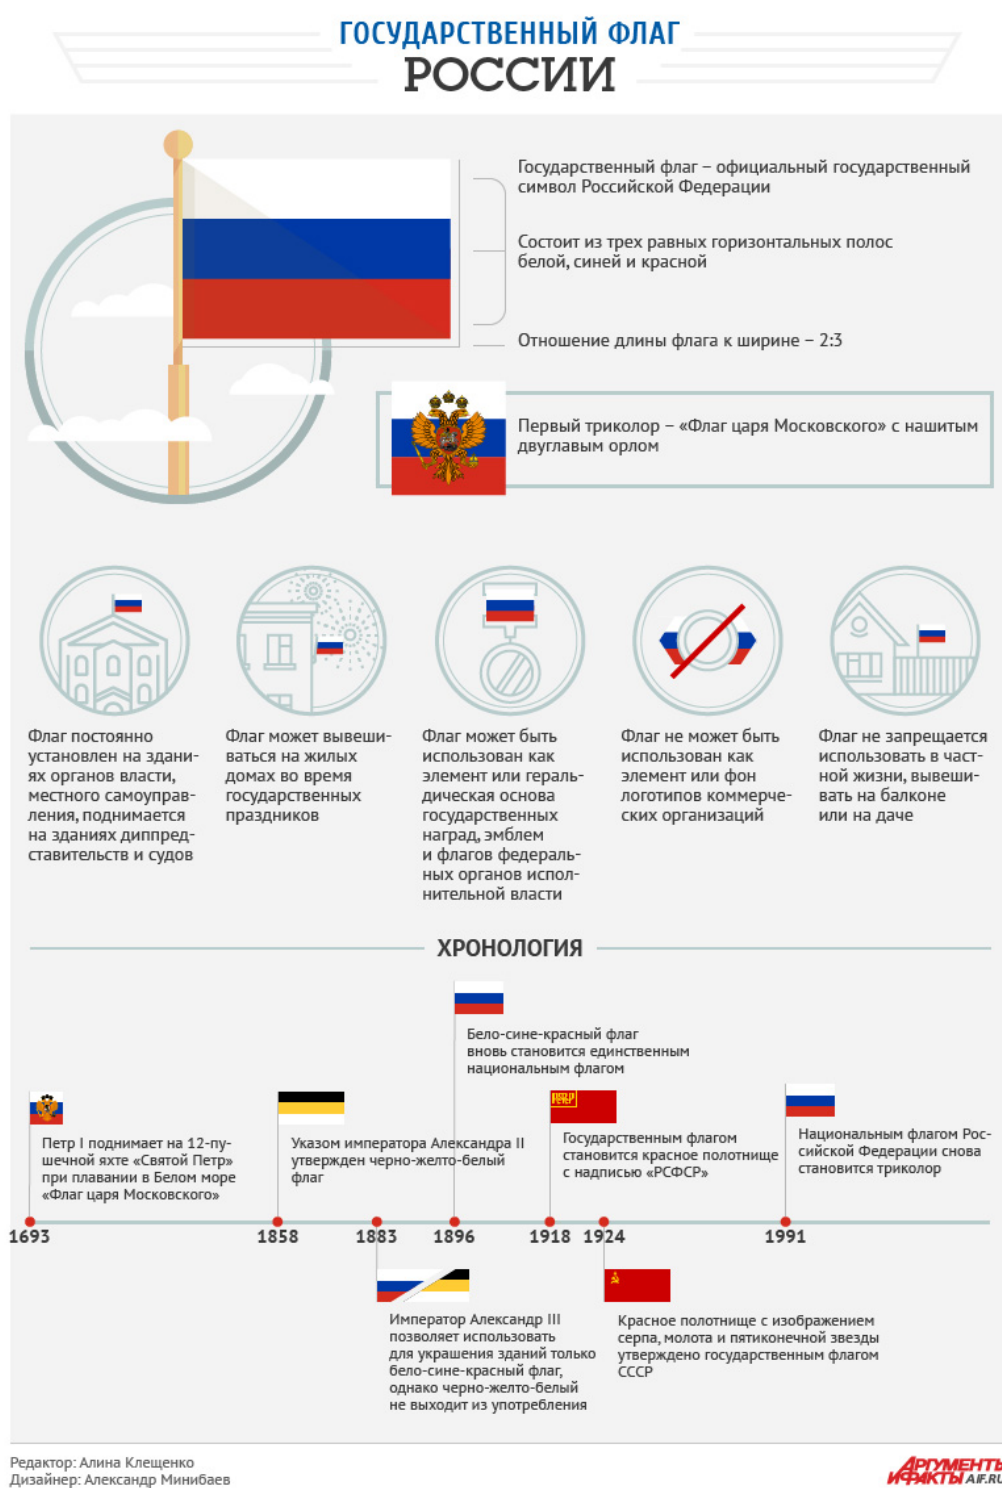 ГОСУДАРСТВЕННЫЙ ФЛАГ
РОССИИ
Государственный флаг – официальный государственный
символ Российской Федерации
Состоит из трех равных горизонтальных полос
белой, синей и красной
Отношение длины флага к ширине – 2:3
Первый триколор – «Флаг царя Московского» с нашитым
двуглавым орлом
Флаг постоянно
установлен на здани-
ях органов власти,
местного самоуправ-
ления, поднимается
на зданиях диппред-
ставительств и судов
Флаг может вывеши-
ваться на жилых
домах во время
государственных
праздников
Флаг может быть
использован как
элемент или гераль-
дическая основа
государственных
наград, эмблем
и флагов федераль-
ных органов испол-
нительной власти
Флаг не может быть
использован как
элемент или фон
логотипов коммерче-
ских организаций
Флаг не запрещается
использовать в част-
ной жизни, вывеши-
вать на балконе
или на даче
ХРОНОЛОГИЯ
Бело-сине-красный флаг
вновь становится единственным
национальным флагом
Петр I поднимает на 12-пу-
шечной яхте «Святой Петр»
при плавании в Белом море
«Флаг царя Московского»
Указом императора Александра II
утвержден черно-желто-белый
флаг
Государственным флагом
становится красное полотнище
с надписью «РСФСР»
Национальным флагом Рос-
сийской Федерации снова
становится триколор
1693
1858
1883
1896
1918
1924
1991
Император Александр III
позволяет использовать
для украшения зданий только
бело-сине-красный флаг,
однако черно-желто-белый
не выходит из употребления
Красное полотнище с изображением
серпа, молота и пятиконечной звезды
утверждено государственным флагом
СССР
Редактор: Алина Клещенко
Дизайнер: Александр Минибаев
АРГУМЕНТЫ
И ФАКТЫ AIF.RU